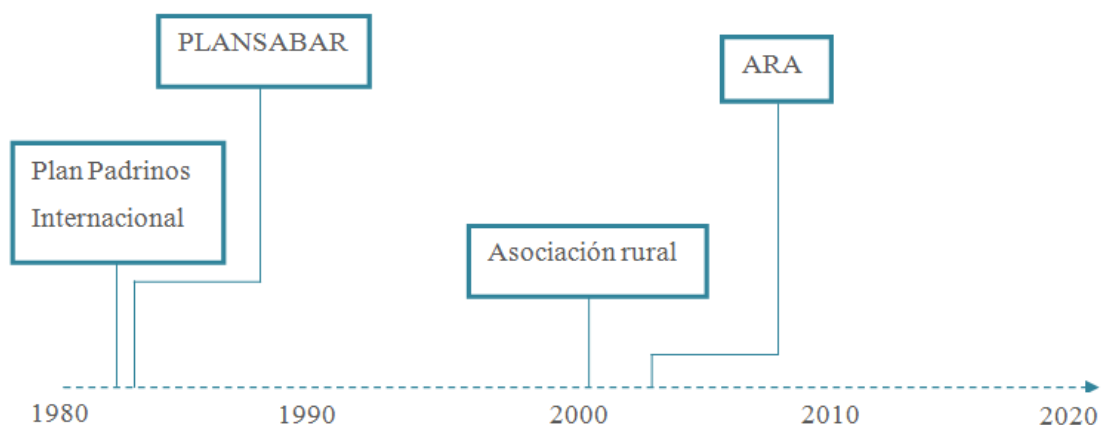 PLANSABAR
ARA
Plan Padrinos
Internacional
Asociación rural
1980
1990
2000
2010
2020